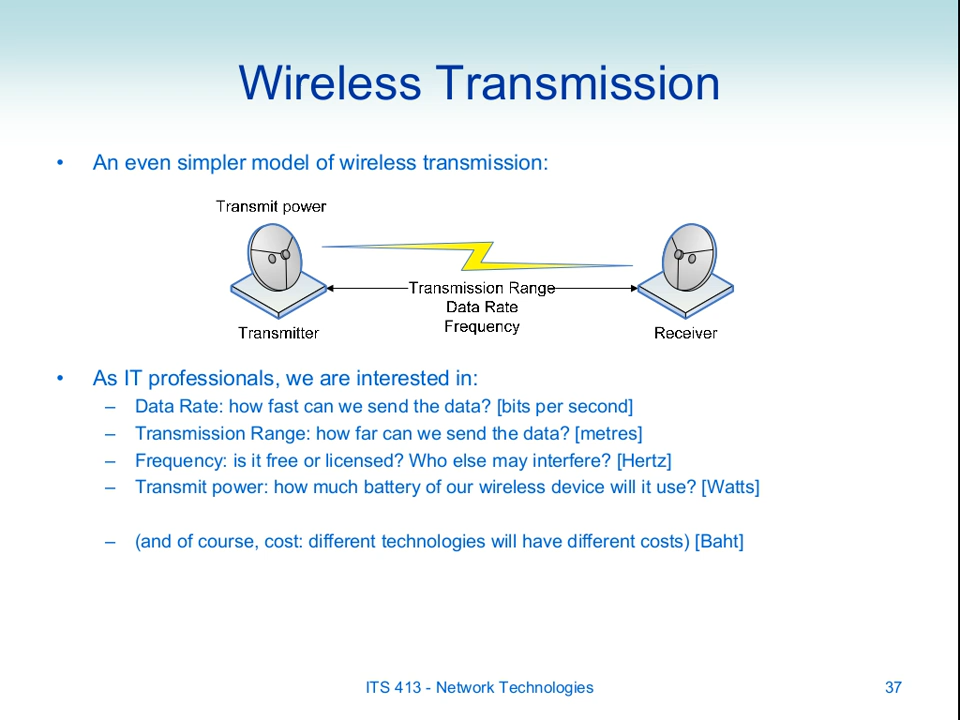 Wireless Transmission
• An even simpler model of wireless transmission:
Transmit power
Transmission Range
Data Rate
Frequency
Transmitter
Receiver
• As IT professionals, we are interested in:
– Data Rate: how fast can we send the data? [bits per second]
– Transmission Range: how far can we send the data? [metres]
– Frequency: is it free or licensed? Who else may interfere? [Hertz]
– Transmit power: how much battery of our wireless device will it use? [Watts]
– (and of course, cost: different technologies will have different costs) [Baht]
ITS 413 - Network Technologies
37